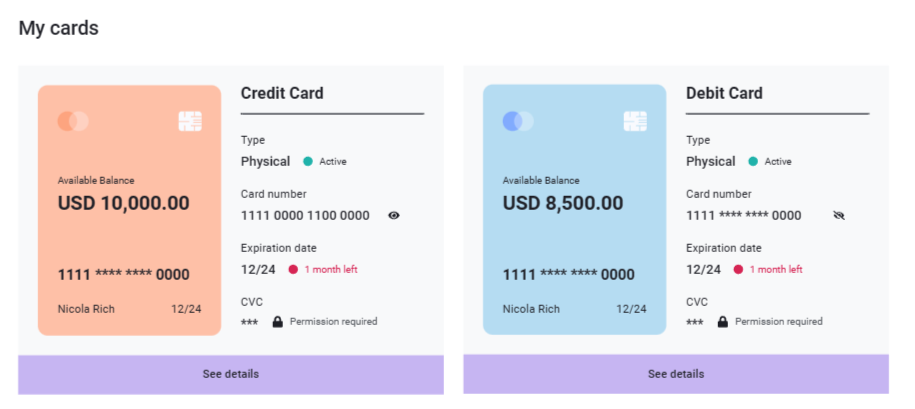 My cards
Available Balance
USD 10,000.00
1111 **** **** 0000
Nicola Rich 12/24
Credit Card
Type
Physical Active
Card number
1111 0000 1100 0000
Expiration date
12/24 1 month left
CVC
*** Permission required
See details
Available Balance
USD 8,500.00
1111 **** **** 0000
Nicola Rich 12/24
Debit Card
Type
Physical Active
Card number
1111 **** **** 0000
Expiration date
12/24 1 month left
CVC
*** Permission required
See details